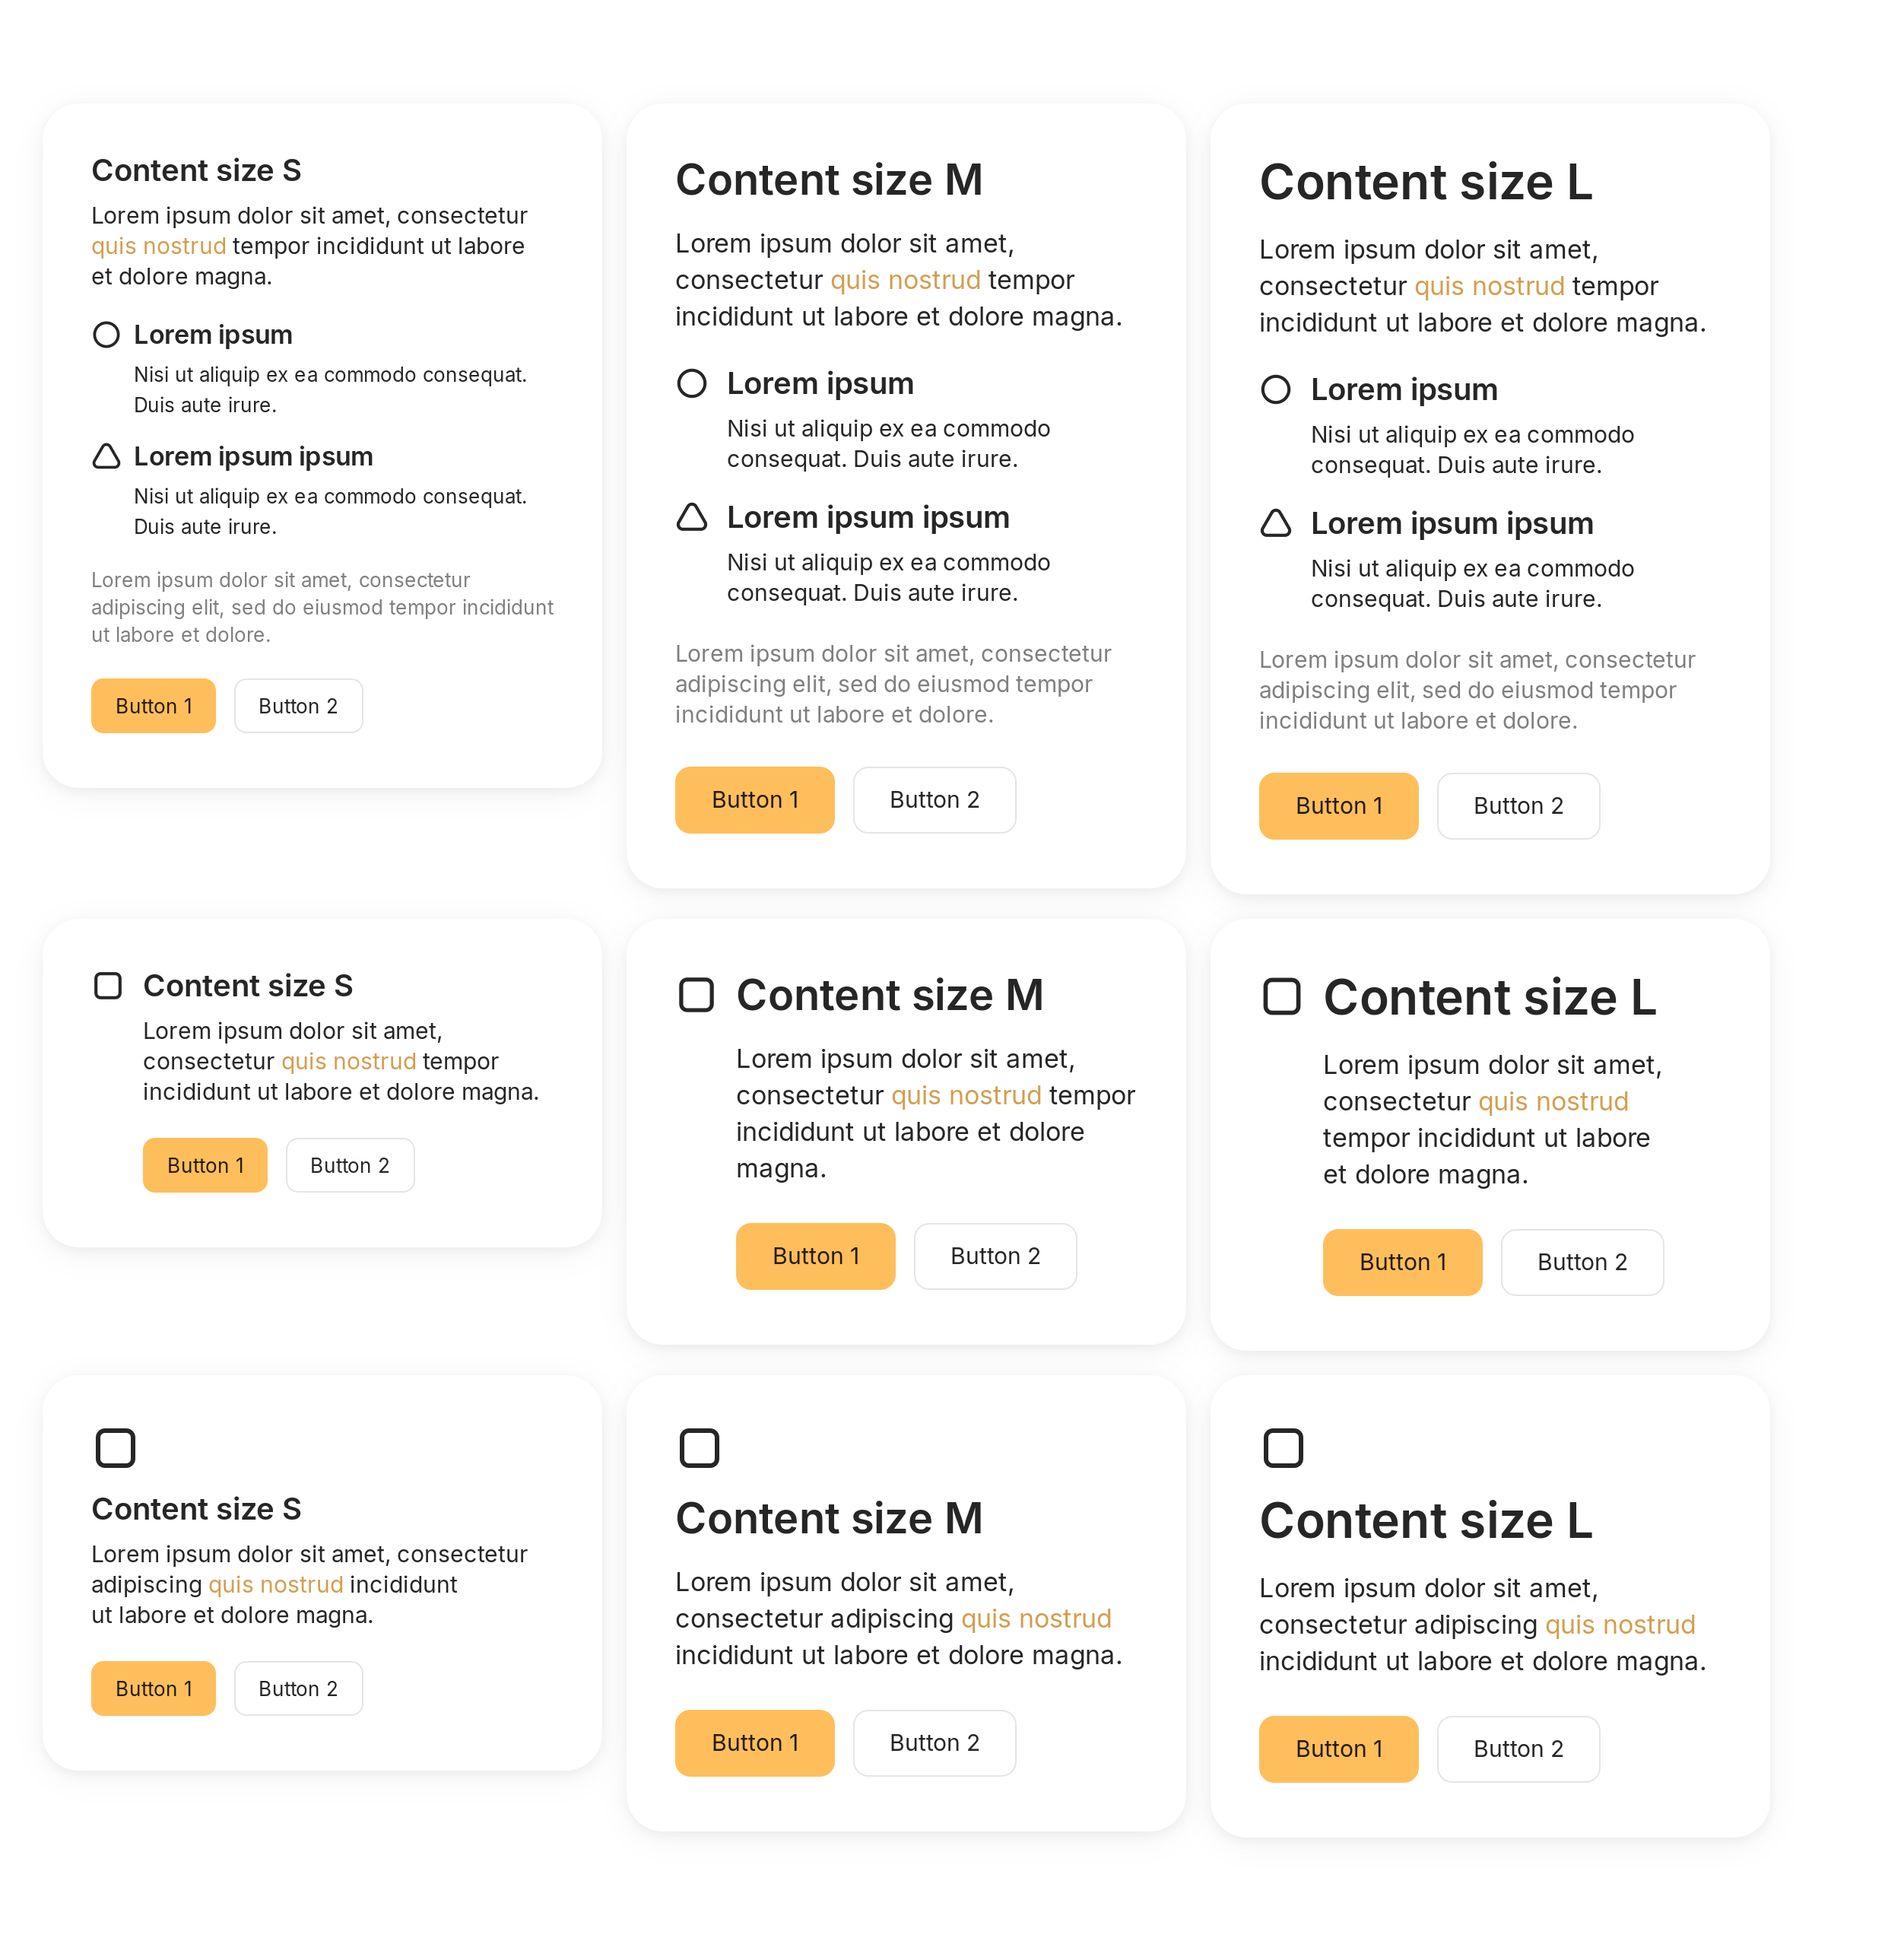 Content size S
Lorem ipsum dolor sit amet, consectetur
quis nostrud tempor incididunt ut labore
et dolore magna.
Lorem ipsum
Nisi ut aliquip ex ea commodo consequat.
Duis aute irure.
Lorem ipsum ipsum
Nisi ut aliquip ex ea commodo consequat.
Duis aute irure.
Lorem ipsum dolor sit amet, consectetur
adipiscing elit, sed do eiusmod tempor incididunt
ut labore et dolore.
Button 1
Button 2
Content size M
Lorem ipsum dolor sit amet,
consectetur quis nostrud tempor
incididunt ut labore et dolore magna.
Lorem ipsum
Nisi ut aliquip ex ea commodo
consequat. Duis aute irure.
Lorem ipsum ipsum
Nisi ut aliquip ex ea commodo
consequat. Duis aute irure.
Lorem ipsum dolor sit amet, consectetur
adipiscing elit, sed do eiusmod tempor
incididunt ut labore et dolore.
Button 1
Button 2
Content size L
Lorem ipsum dolor sit amet,
consectetur quis nostrud tempor
incididunt ut labore et dolore magna.
Lorem ipsum
Nisi ut aliquip ex ea commodo
consequat. Duis aute irure.
Lorem ipsum ipsum
Nisi ut aliquip ex ea commodo
consequat. Duis aute irure.
Lorem ipsum dolor sit amet, consectetur
adipiscing elit, sed do eiusmod tempor
incididunt ut labore et dolore.
Button 1
Button 2
Content size S
Lorem ipsum dolor sit amet,
consectetur quis nostrud tempor
incididunt ut labore et dolore magna.
Button 1
Button 2
Content size M
Lorem ipsum dolor sit amet,
consectetur quis nostrud tempor
incididunt ut labore et dolore
magna.
Button 1
Button 2
Content size L
Lorem ipsum dolor sit amet,
consectetur quis nostrud
tempor incididunt ut labore
et dolore magna.
Button 1
Button 2
Content size S
Lorem ipsum dolor sit amet, consectetur
adipiscing quis nostrud incididunt
ut labore et dolore magna.
Button 1
Button 2
Content size M
Lorem ipsum dolor sit amet,
consectetur adipiscing quis nostrud
incididunt ut labore et dolore magna.
Button 1
Button 2
Content size L
Lorem ipsum dolor sit amet,
consectetur adipiscing quis nostrud
incididunt ut labore et dolore magna.
Button 1
Button 2